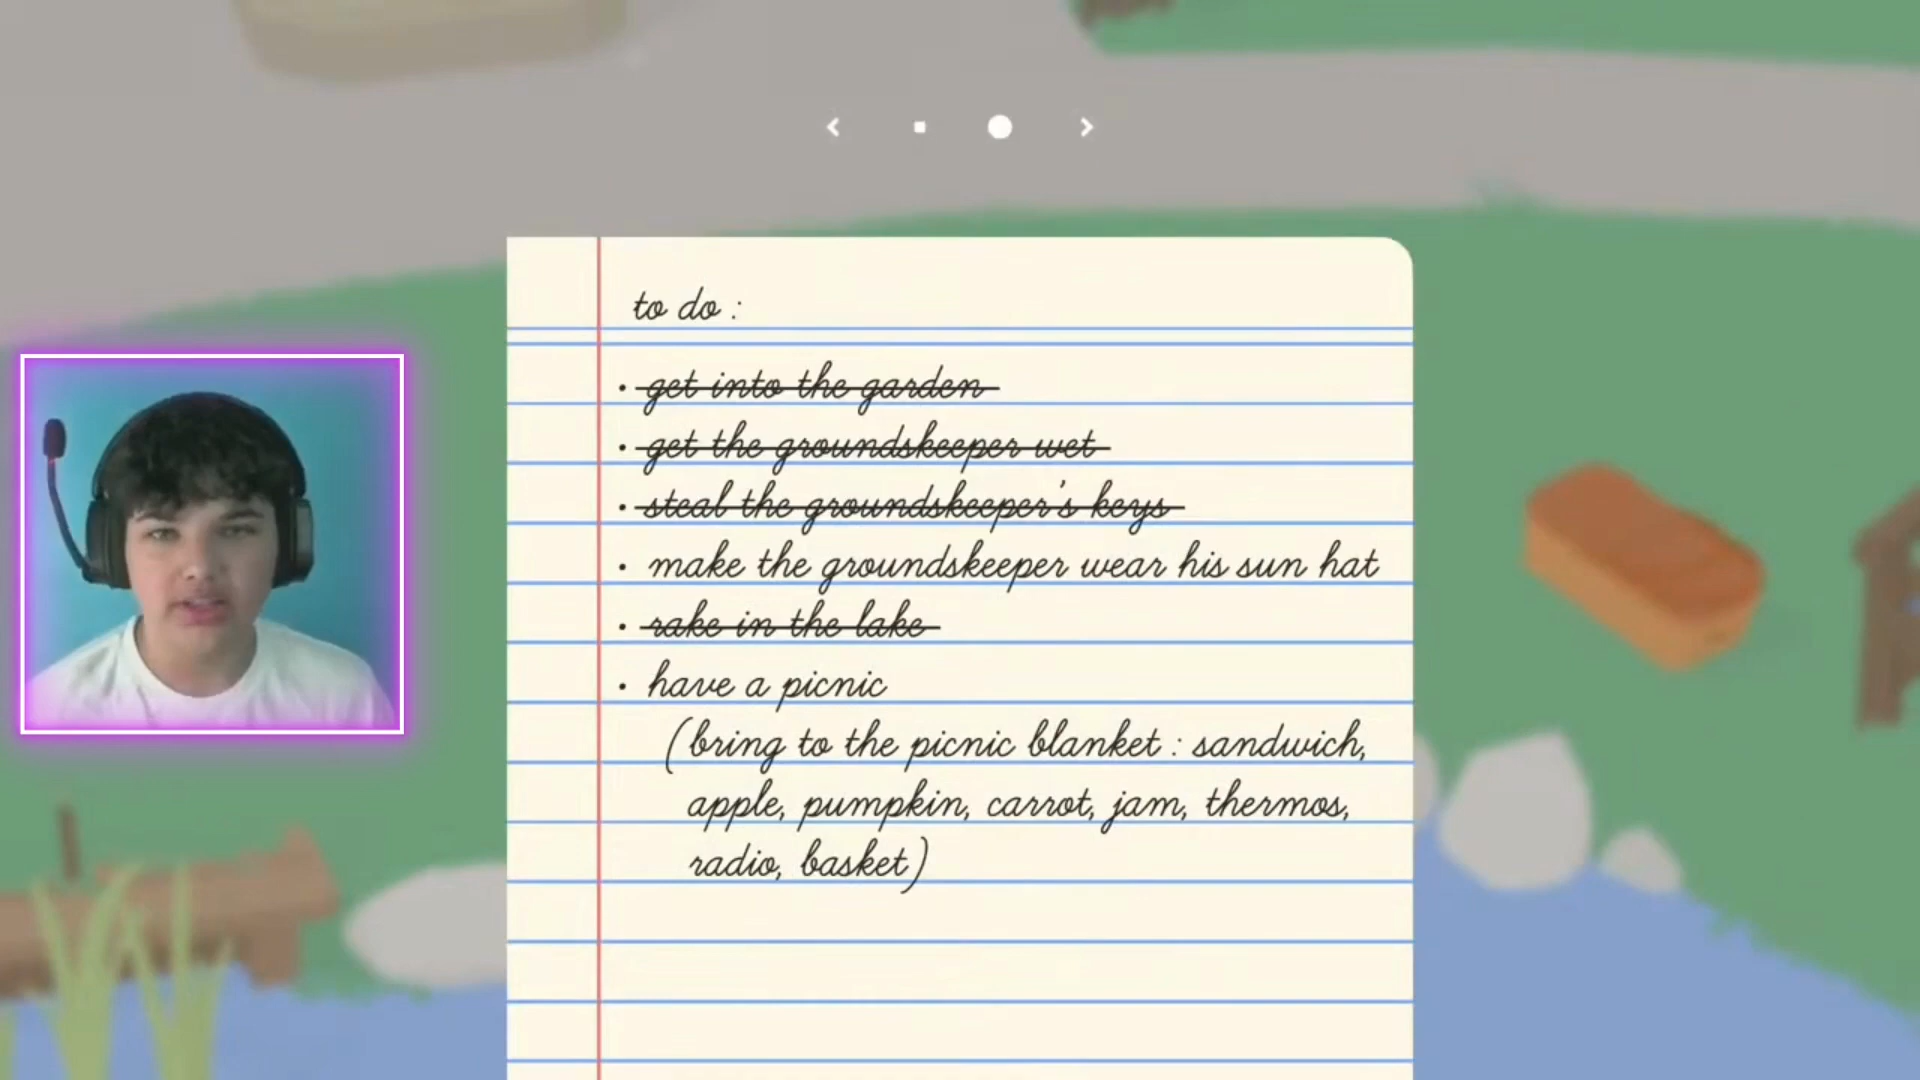 to do :
• get into the garden
• get the groundskeeper wet
• steal the groundskeeper's keys
• make the groundskeeper wear his sun hat
• rake in the lake
• have a picnic
(bring to the picnic blanket : sandwich,
apple, pumpkin, carrot, jam, thermos,
radio, basket)